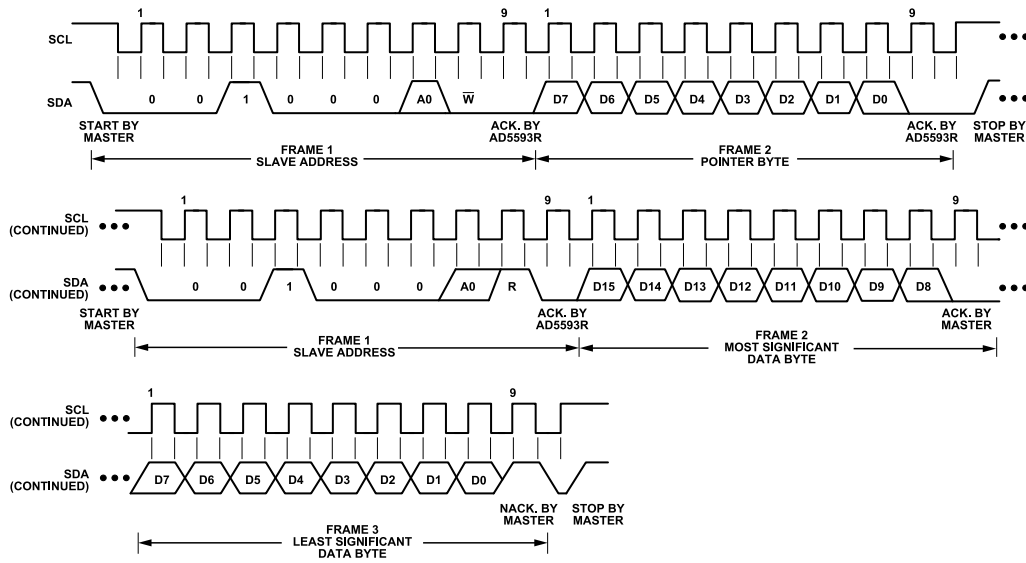 1 9 1 9
SCL
SDA 0 0 1 0 0 0 A0 W̅ D7 D6 D5 D4 D3 D2 D1 D0
START BY MASTER
ACK. BY AD5593R
ACK. BY AD5593R
STOP BY MASTER
FRAME 1
SLAVE ADDRESS
FRAME 2
POINTER BYTE
1 9 1 9
SCL
(CONTINUED)
SDA
(CONTINUED)
0 0 1 0 0 0 A0 R D15 D14 D13 D12 D11 D10 D9 D8
START BY
MASTER
ACK. BY
AD5593R
ACK. BY
MASTER
FRAME 1
SLAVE ADDRESS
FRAME 2
MOST SIGNIFICANT
DATA BYTE
1 9
SCL
(CONTINUED)
SDA
(CONTINUED)
D7 D6 D5 D4 D3 D2 D1 D0
NACK. BY
MASTER
STOP BY
MASTER
FRAME 3
LEAST SIGNIFICANT
DATA BYTE